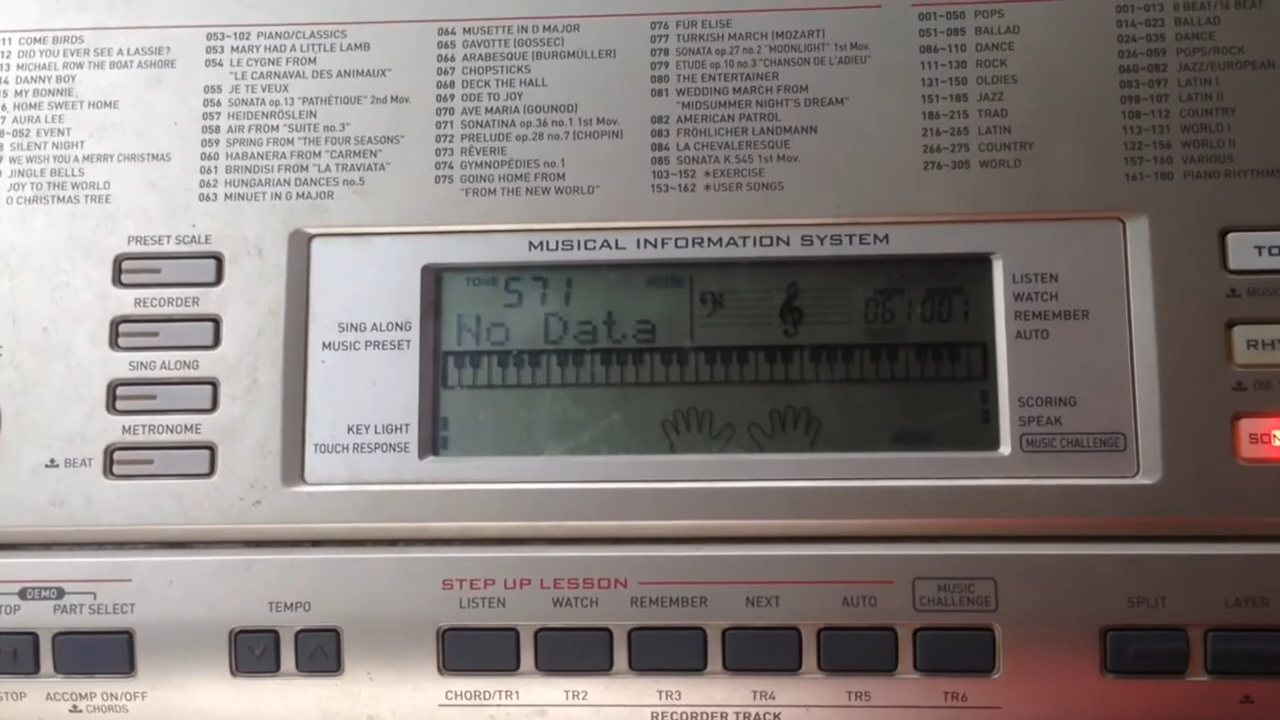 11 COME BIRDS
12 DID YOU EVER SEE A LASSIE?
13 MICHAEL ROW THE BOAT ASHORE
14 DANNY BOY
MY BONNIE
HOME SWEET HOME
7 AURA LEE
8~052 EVENT
SILENT NIGHT
WE WISH YOU A MERRY CHRISTMAS
JINGLE BELLS
JOY TO THE WORLD
O CHRISTMAS TREE
053~102 PIANO/CLASSICS
053 MARY HAD A LITTLE LAMB
054 LE CYGNE FROM
"LE CARNAVAL DES ANIMAUX"
055 JE TE VEUX
056 SONATA op.13 "PATHÉTIQUE" 2nd Mov.
057 HEIDENRÖSLEIN
058 AIR FROM "SUITE no.3"
059 SPRING FROM "THE FOUR SEASONS"
060 HABANERA FROM "CARMEN"
061 BRINDISI FROM "LA TRAVIATA"
062 HUNGARIAN DANCES no.5
063 MINUET IN G MAJOR
064 MUSETTE IN D MAJOR
065 GAVOTTE (GOSSEC)
066 ARABESQUE (BURGMÜLLER)
067 CHOPSTICKS
068 DECK THE HALL
069 ODE TO JOY
070 AVE MARIA (GOUNOD)
071 SONATINA op.36 no.1 1st Mov.
072 PRELUDE op.28 no.7 (CHOPIN)
073 RÊVERIE
074 GYMNOPÉDIES no.1
075 GOING HOME FROM
"FROM THE NEW WORLD"
076 FÜR ELISE
077 TURKISH MARCH (MOZART)
078 SONATA op.27 no.2 "MOONLIGHT" 1st Mov.
079 ETUDE op.10 no.3 "CHANSON DE L'ADIEU"
080 THE ENTERTAINER
081 WEDDING MARCH FROM
"MIDSUMMER NIGHT'S DREAM"
082 AMERICAN PATROL
083 FRÖHLICHER LANDMANN
084 LA CHEVALERESQUE
085 SONATA K.545 1st Mov.
103~152 *EXERCISE
153~162 *USER SONGS
001~050 POPS
051~085 BALLAD
086~110 DANCE
111~130 ROCK
131~150 OLDIES
151~185 JAZZ
186~215 TRAD
216~265 LATIN
266~275 COUNTRY
276~305 WORLD
001~013 8 BEAT/16 BEAT
014~023 BALLAD
024~035 DANCE
036~059 POPS/ROCK
060~082 JAZZ/EUROPEAN
083~097 LATIN I
098~107 LATIN II
108~112 COUNTRY
113~131 WORLD I
132~156 WORLD II
157~160 VARIOUS
161~180 PIANO RHYTHMS
PRESET SCALE
RECORDER
SING ALONG
METRONOME
BEAT
MUSICAL INFORMATION SYSTEM
SING ALONG
MUSIC PRESET
KEY LIGHT
TOUCH RESPONSE
TONE 571
No Data
061 001
LISTEN
WATCH
REMEMBER
AUTO
SCORING
SPEAK
MUSIC CHALLENGE
TO
MUSIC
RHY
ONE
SON
DEMO
TOP
PART SELECT
STOP
ACCOMP ON/OFF
CHORDS
TEMPO
STEP UP LESSON
LISTEN WATCH REMEMBER NEXT AUTO MUSIC CHALLENGE
CHORD/TR1 TR2 TR3 TR4 TR5 TR6
RECORDER TRACK
SPLIT
LAYER